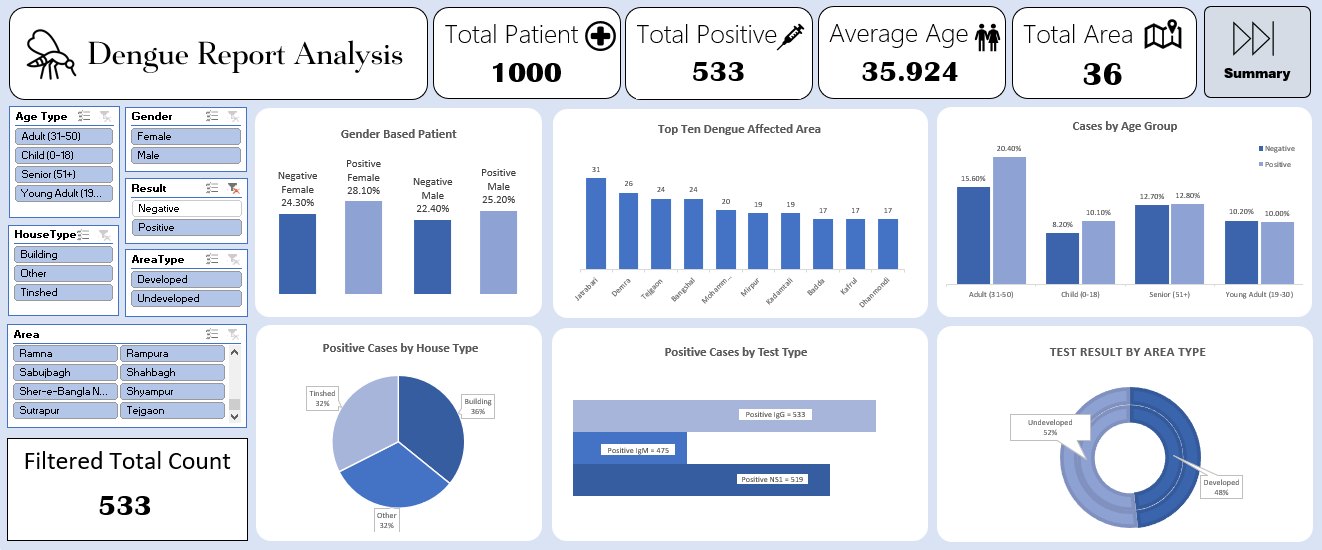 Dengue Report Analysis
Total Patient
1000
Total Positive
533
Average Age
35.924
Total Area
36
Summary
Age Type
Adult (31-50)
Child (0-18)
Senior (51+)
Young Adult (19...
Gender
Female
Male
Result
Negative
Positive
HouseType
Building
Other
Tinshed
AreaType
Developed
Undeveloped
Area
Ramna
Rampura
Sabujbagh
Shahbagh
Sher-e-Bangla N...
Shyampur
Sutrapur
Tejgaon
Filtered Total Count
533
Gender Based Patient
Negative
Female
24.30%
Positive
Female
28.10%
Negative
Male
22.40%
Positive
Male
25.20%
Top Ten Dengue Affected Area
31
26
24
24
20
19
19
17
17
17
Jatrabari
Demra
Tejgaon
Bangshal
Mohamm...
Mirpur
Kadamtali
Badda
Kafrul
Dhanmondi
Cases by Age Group
Negative
Positive
15.60%
20.40%
8.20%
10.10%
12.70%
12.80%
10.20%
10.00%
Adult (31-50)
Child (0-18)
Senior (51+)
Young Adult (19-30)
Positive Cases by House Type
Tinshed
32%
Building
36%
Other
32%
Positive Cases by Test Type
Positive IgG = 533
Positive IgM = 475
Positive NS1 = 519
TEST RESULT BY AREA TYPE
Undeveloped
52%
Developed
48%